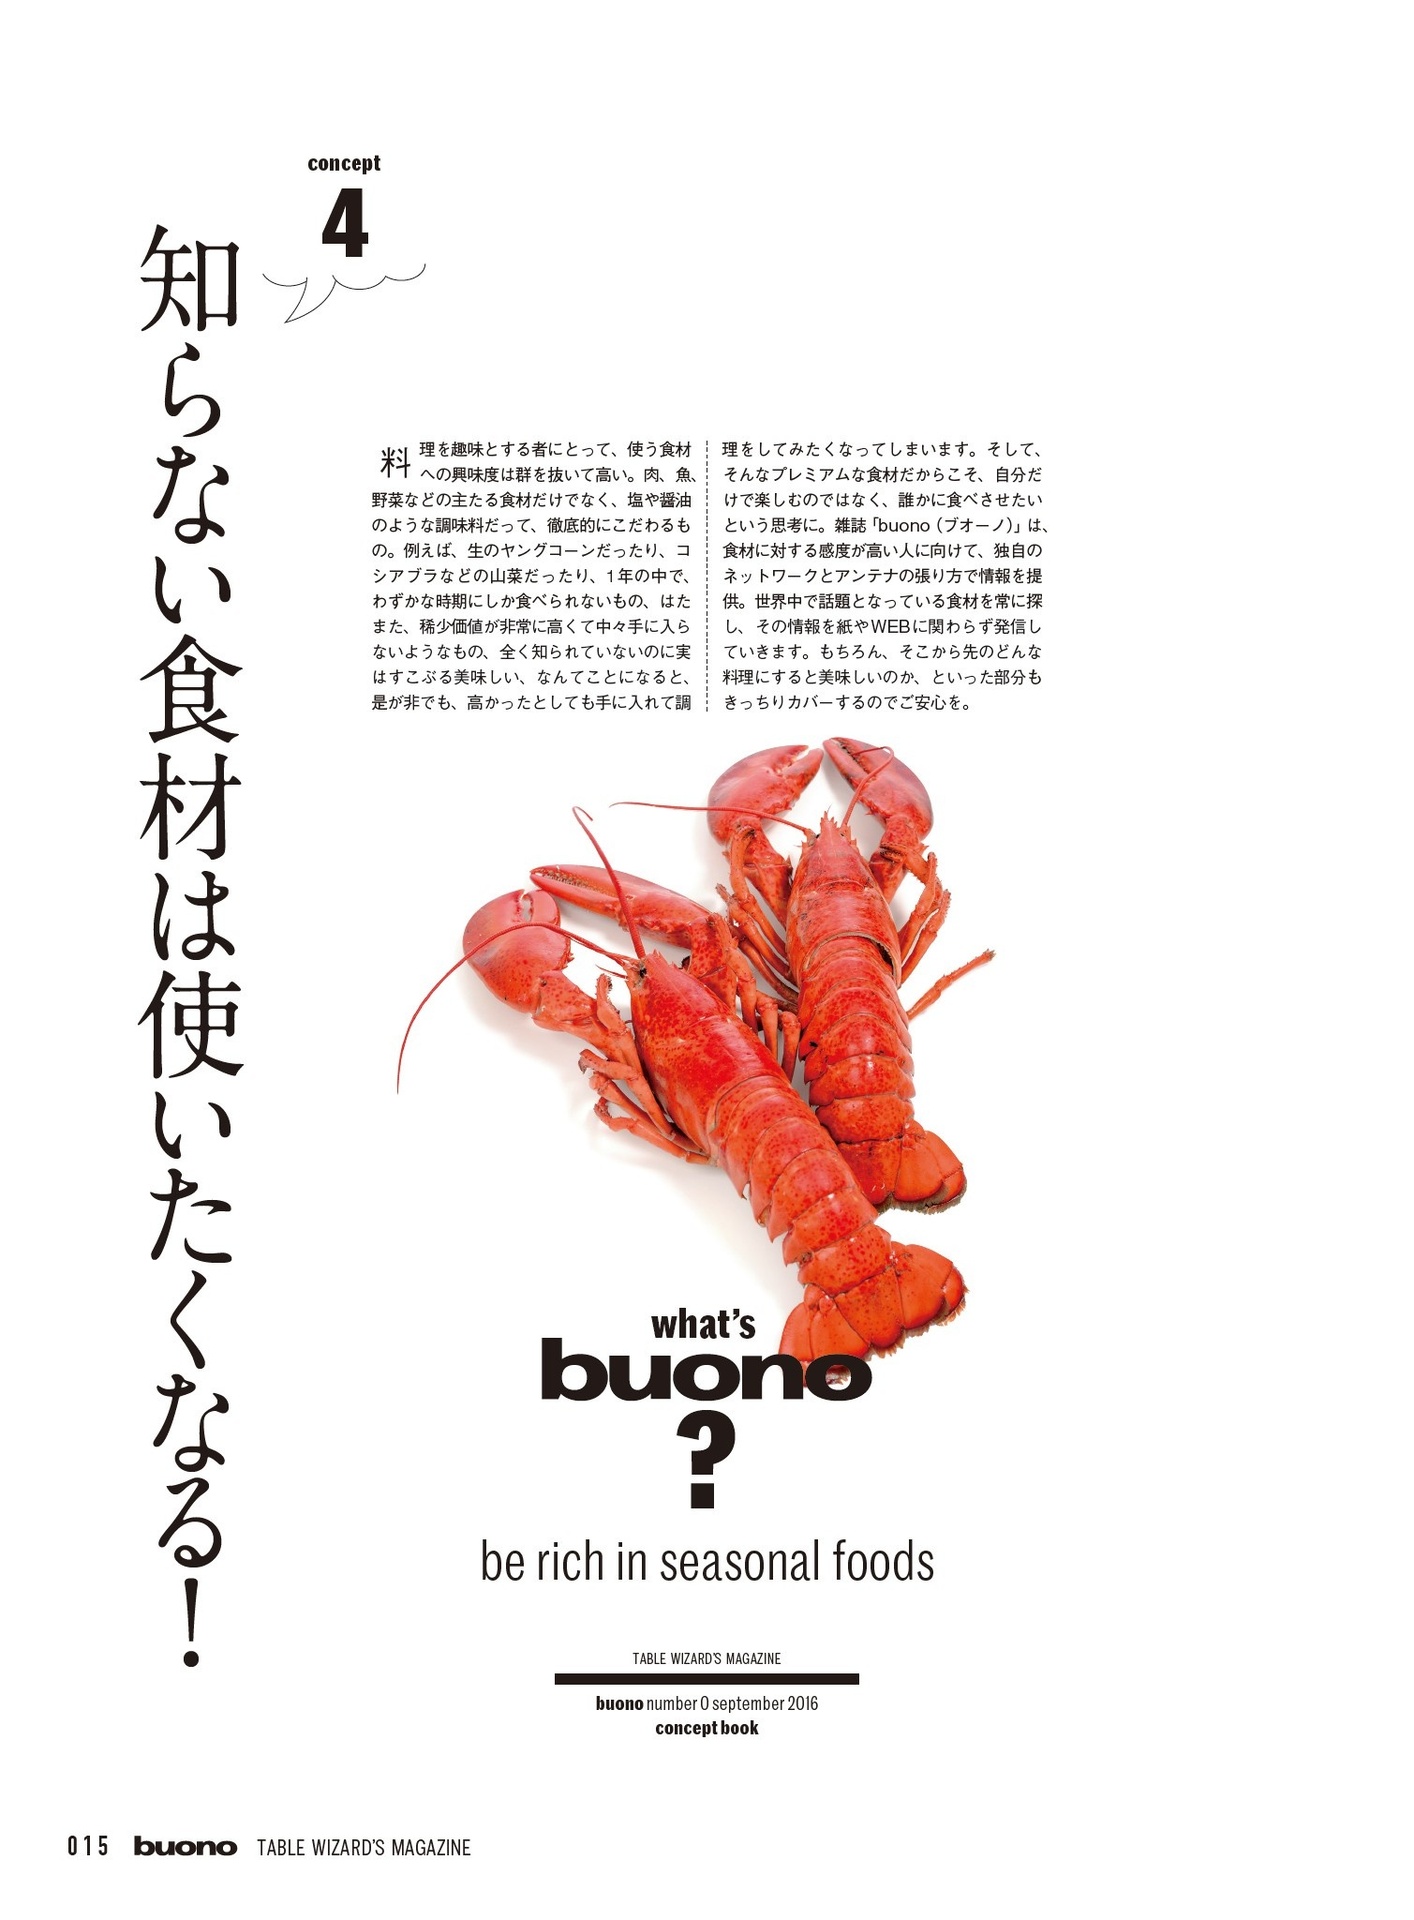 concept
4
知らない食材は使いたくなる！
料理を趣味とする者にとって、使う食材
への興味度は群を抜いて高い。肉、魚、
野菜などの主たる食材だけでなく、塩や醤油
のような調味料だって、徹底的にこだわるも
の。例えば、生のヤングコーンだったり、コ
シアブラなどの山菜だったり、1年の中で、
わずかな時期にしか食べられないもの、はた
また、稀少価値が非常に高くて中々手に入ら
ないようなもの、全く知られていないのに実
はすこぶる美味しい、なんてことになると、
是が非でも、高かったとしても手に入れて調
理をしてみたくなってしまいます。そして、
そんなプレミアムな食材だからこそ、自分だ
けで楽しむのではなく、誰かに食べさせたい
という思考に。雑誌「buono（ブオーノ）」は、
食材に対する感度が高い人に向けて、独自の
ネットワークとアンテナの張り方で情報を提
供。世界中で話題となっている食材を常に探
し、その情報を紙やWEBに関わらず発信し
ていきます。もちろん、そこから先のどんな
料理にすると美味しいのか、といった部分も
きっちりカバーするのでご安心を。
what's
buono
?
be rich in seasonal foods
TABLE WIZARD'S MAGAZINE
buono number 0 september 2016
concept book
015 buono TABLE WIZARD'S MAGAZINE